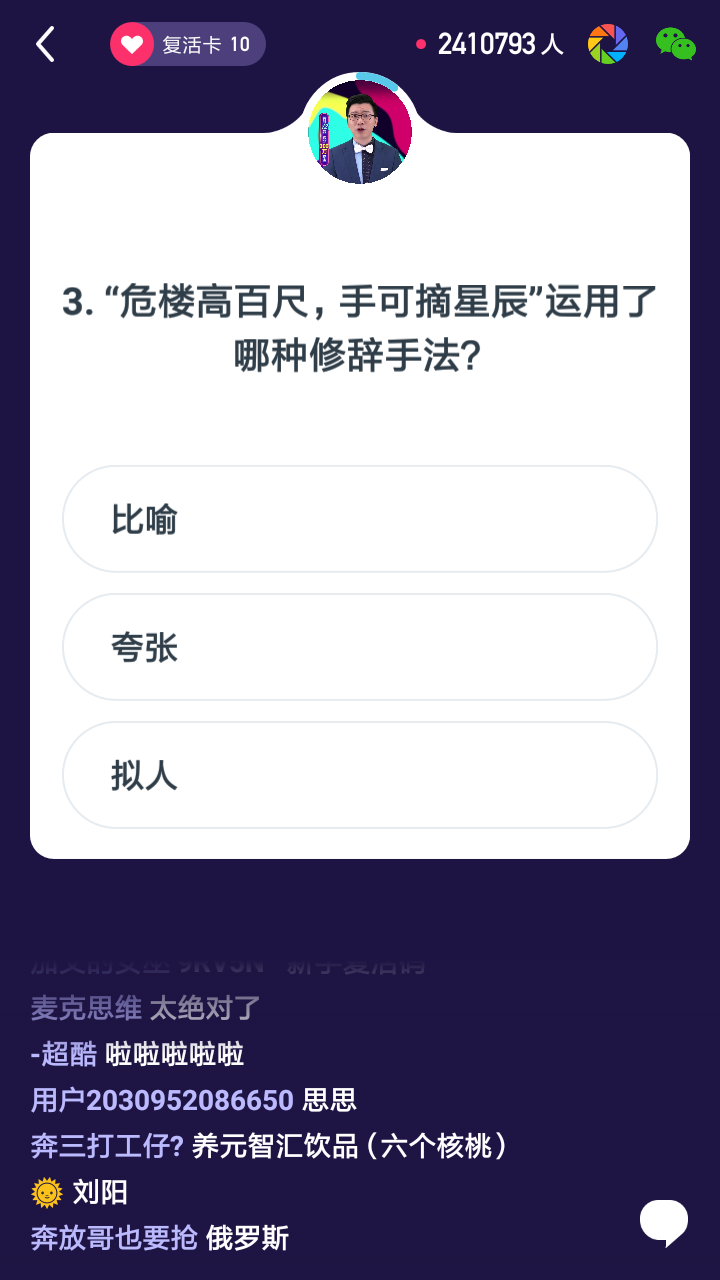 复活卡 10
2410793 人
3. “危楼高百尺，手可摘星辰”运用了
哪种修辞手法？
比喻
夸张
拟人
麦克思维 太绝对了
-超酷 啦啦啦啦啦
用户2030952086650 思思
奔三打工仔? 养元智汇饮品（六个核桃）
🌞 刘阳
奔放哥也要抢 俄罗斯